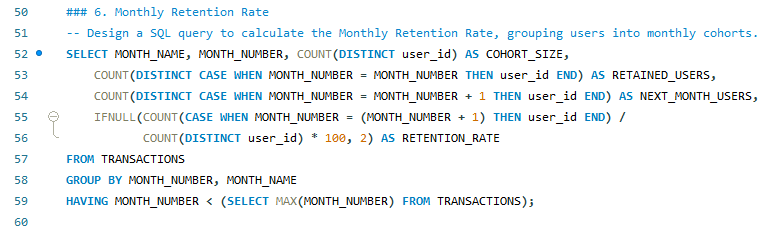 50 ### 6. Monthly Retention Rate
51 -- Design a SQL query to calculate the Monthly Retention Rate, grouping users into monthly cohorts.
52 SELECT MONTH_NAME, MONTH_NUMBER, COUNT(DISTINCT user_id) AS COHORT_SIZE,
53 COUNT(DISTINCT CASE WHEN MONTH_NUMBER = MONTH_NUMBER THEN user_id END) AS RETAINED_USERS,
54 COUNT(DISTINCT CASE WHEN MONTH_NUMBER = MONTH_NUMBER + 1 THEN user_id END) AS NEXT_MONTH_USERS,
55 IFNULL(COUNT(CASE WHEN MONTH_NUMBER = (MONTH_NUMBER + 1) THEN user_id END) /
56 COUNT(DISTINCT user_id) * 100, 2) AS RETENTION_RATE
57 FROM TRANSACTIONS
58 GROUP BY MONTH_NUMBER, MONTH_NAME
59 HAVING MONTH_NUMBER < (SELECT MAX(MONTH_NUMBER) FROM TRANSACTIONS);
60